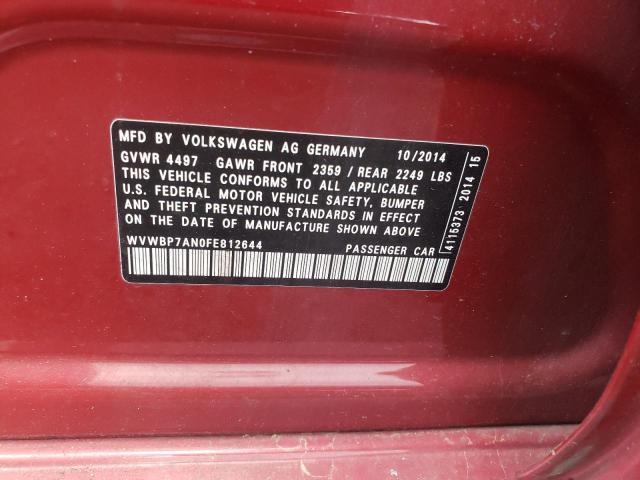 MFD BY VOLKSWAGEN AG GERMANY 10/2014
GVWR 4497 GAWR FRONT 2359 / REAR 2249 LBS
THIS VEHICLE CONFORMS TO ALL APPLICABLE
U.S. FEDERAL MOTOR VEHICLE SAFETY, BUMPER
AND THEFT PREVENTION STANDARDS IN EFFECT
ON THE DATE OF MANUFACTURE SHOWN ABOVE
WVWBP7AN0FE812644 PASSENGER CAR
4115373 2014 15